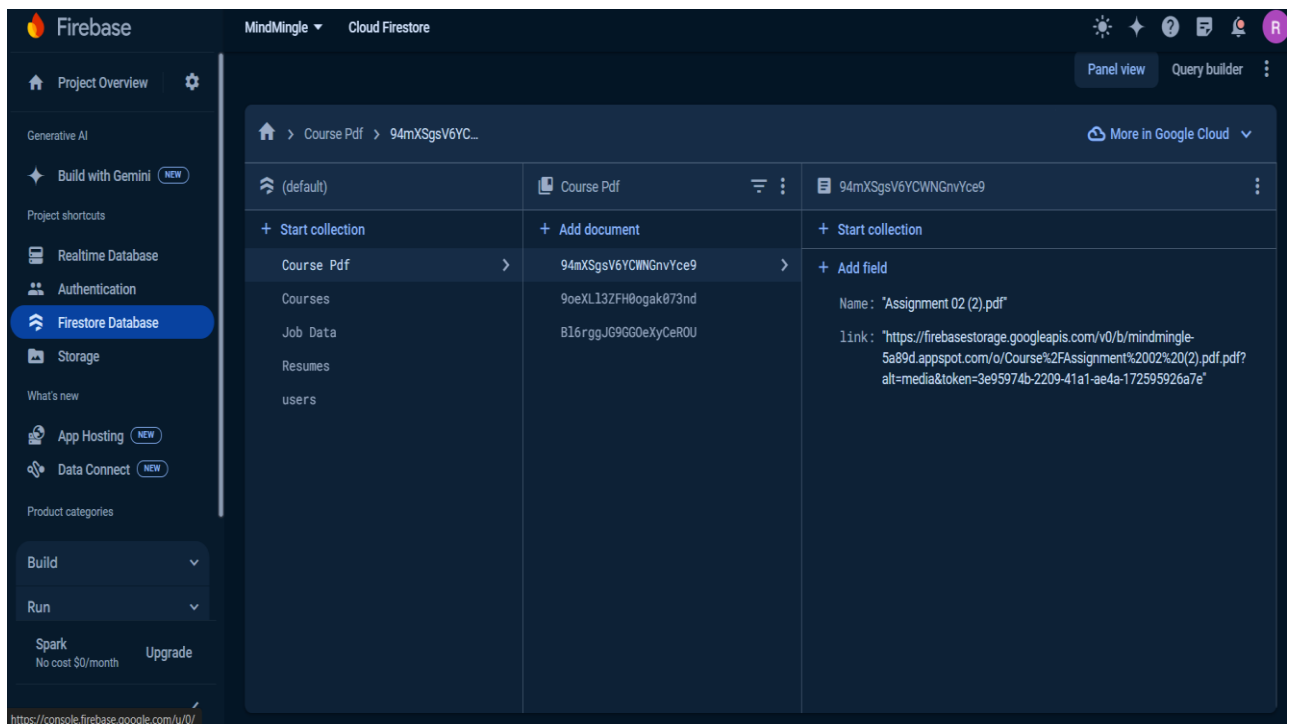 Firebase
MindMingle
Cloud Firestore
R
Project Overview
Panel view
Query builder
Generative AI
Course Pdf
94mXSgsV6YC...
More in Google Cloud
Build with Gemini NEW
(default)
Course Pdf
94mXSgsV6YCWNGnvYce9
Project shortcuts
+ Start collection
+ Add document
+ Start collection
Realtime Database
Course Pdf
94mXSgsV6YCWNGnvYce9
+ Add field
Authentication
Courses
9oeXLl3ZFH0ogak073nd
Name: "Assignment 02 (2).pdf"
Firestore Database
Job Data
Bl6rggJG9GGOeXyCeROU
link: "https://firebasestorage.googleapis.com/v0/b/mindmingle-
5a89d.appspot.com/o/Course%2FAssignment%2002%20(2).pdf.pdf?
alt=media&token=3e95974b-2209-41a1-ae4a-172595926a7e"
Storage
Resumes
What's new
users
App Hosting NEW
Data Connect NEW
Product categories
Build
Run
Spark
No cost $0/month
Upgrade
https://console.firebase.google.com/u/0/